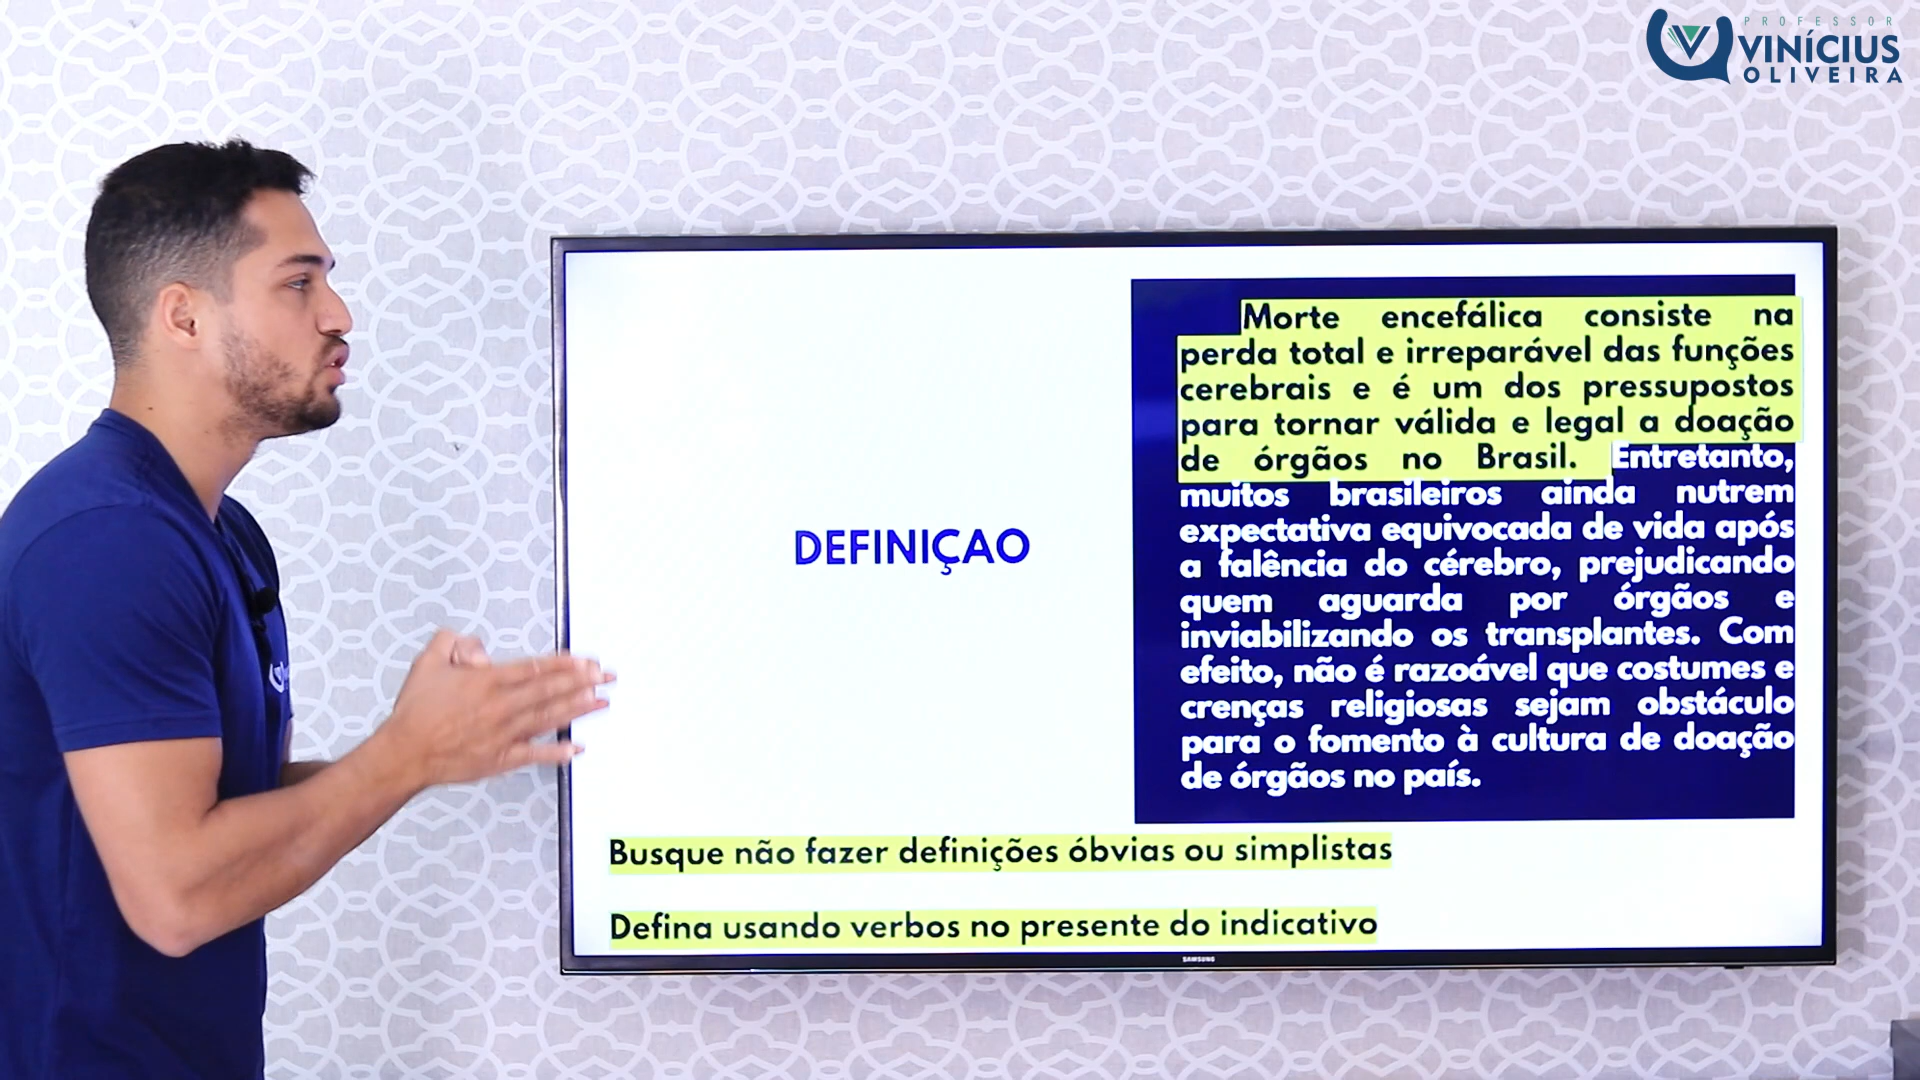 PROFESSOR
VINÍCIUS
OLIVEIRA
Morte encefálica consiste na
perda total e irreparável das funções
cerebrais e é um dos pressupostos
para tornar válida e legal a doação
de órgãos no Brasil. Entretanto,
muitos brasileiros ainda nutrem
expectativa equivocada de vida após
a falência do cérebro, prejudicando
quem aguarda por órgãos e
inviabilizando os transplantes. Com
efeito, não é razoável que costumes e
crenças religiosas sejam obstáculo
para o fomento à cultura de doação
de órgãos no país.
DEFINIÇAO
Busque não fazer definições óbvias ou simplistas
Defina usando verbos no presente do indicativo
SAMSUNG